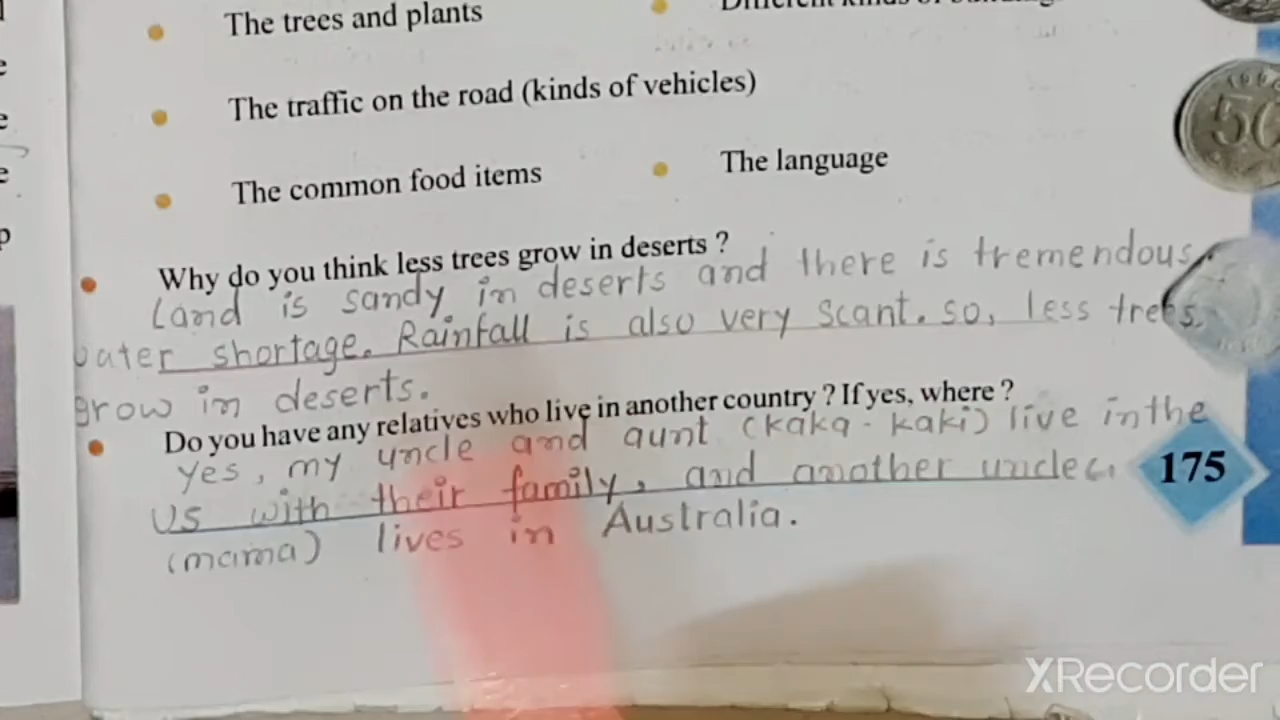 The trees and plants
The traffic on the road (kinds of vehicles)
The common food items
The language
Why do you think less trees grow in deserts ?
Land is sandy in deserts and there is tremendous
water shortage. Rainfall is also very scant. so, less trees
grow in deserts.
Do you have any relatives who live in another country ? If yes, where ?
yes, my uncle and aunt (kaka - kaki) live in the
US with their family, and another uncle
(mama) lives in Australia.
175
50
XRecorder